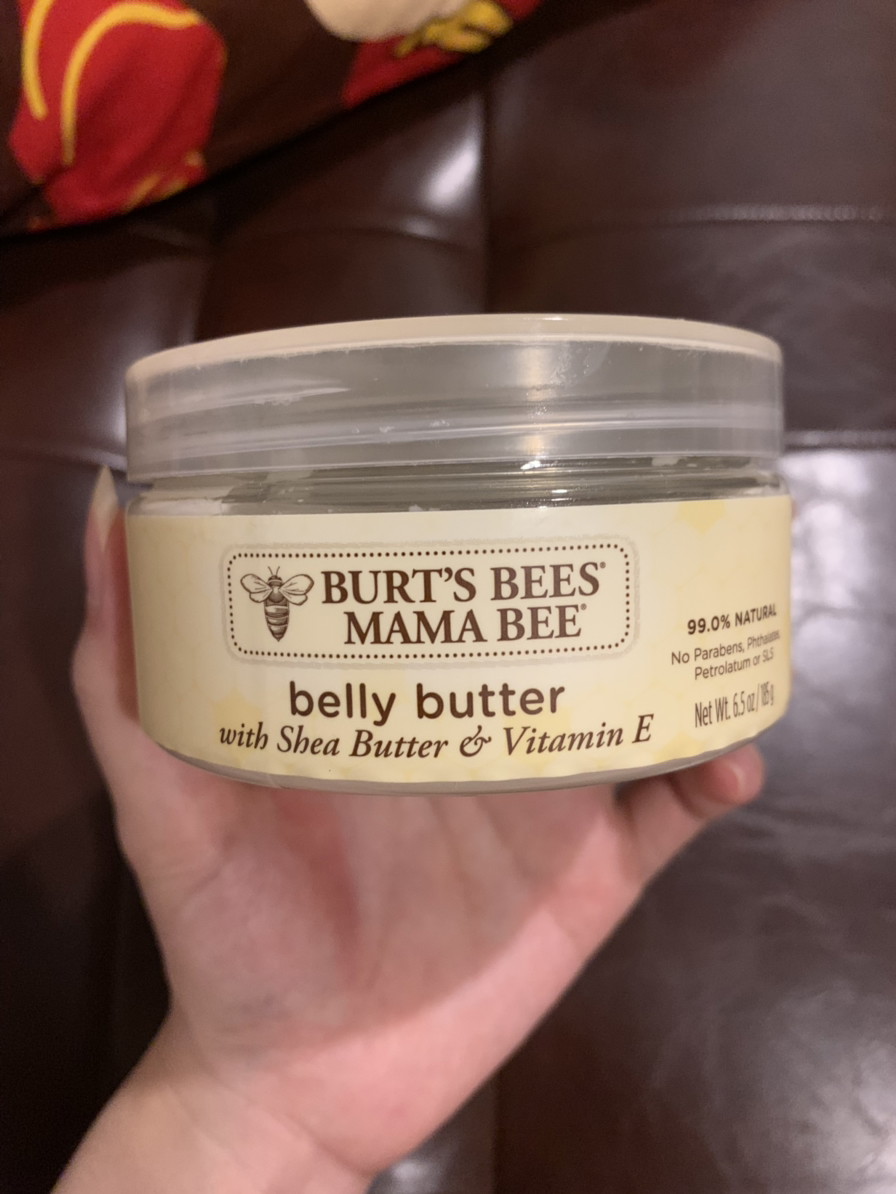 BURT'S BEES®
MAMA BEE®
belly butter
with Shea Butter & Vitamin E
99.0% NATURAL
No Parabens, Phthalates,
Petrolatum or SLS
Net Wt. 6.5 oz / 185 g